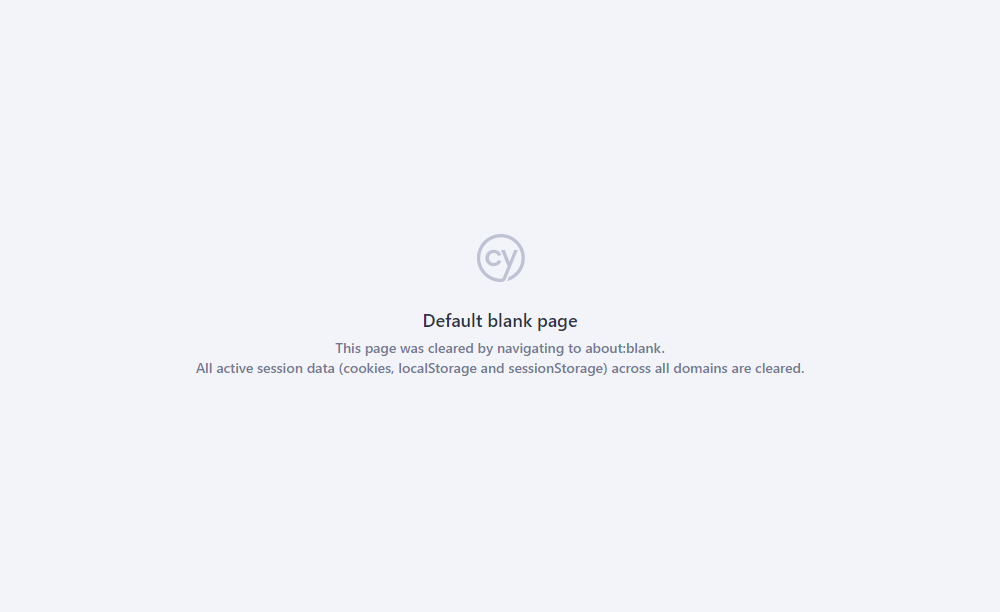 cy
Default blank page
This page was cleared by navigating to about:blank.
All active session data (cookies, localStorage and sessionStorage) across all domains are cleared.